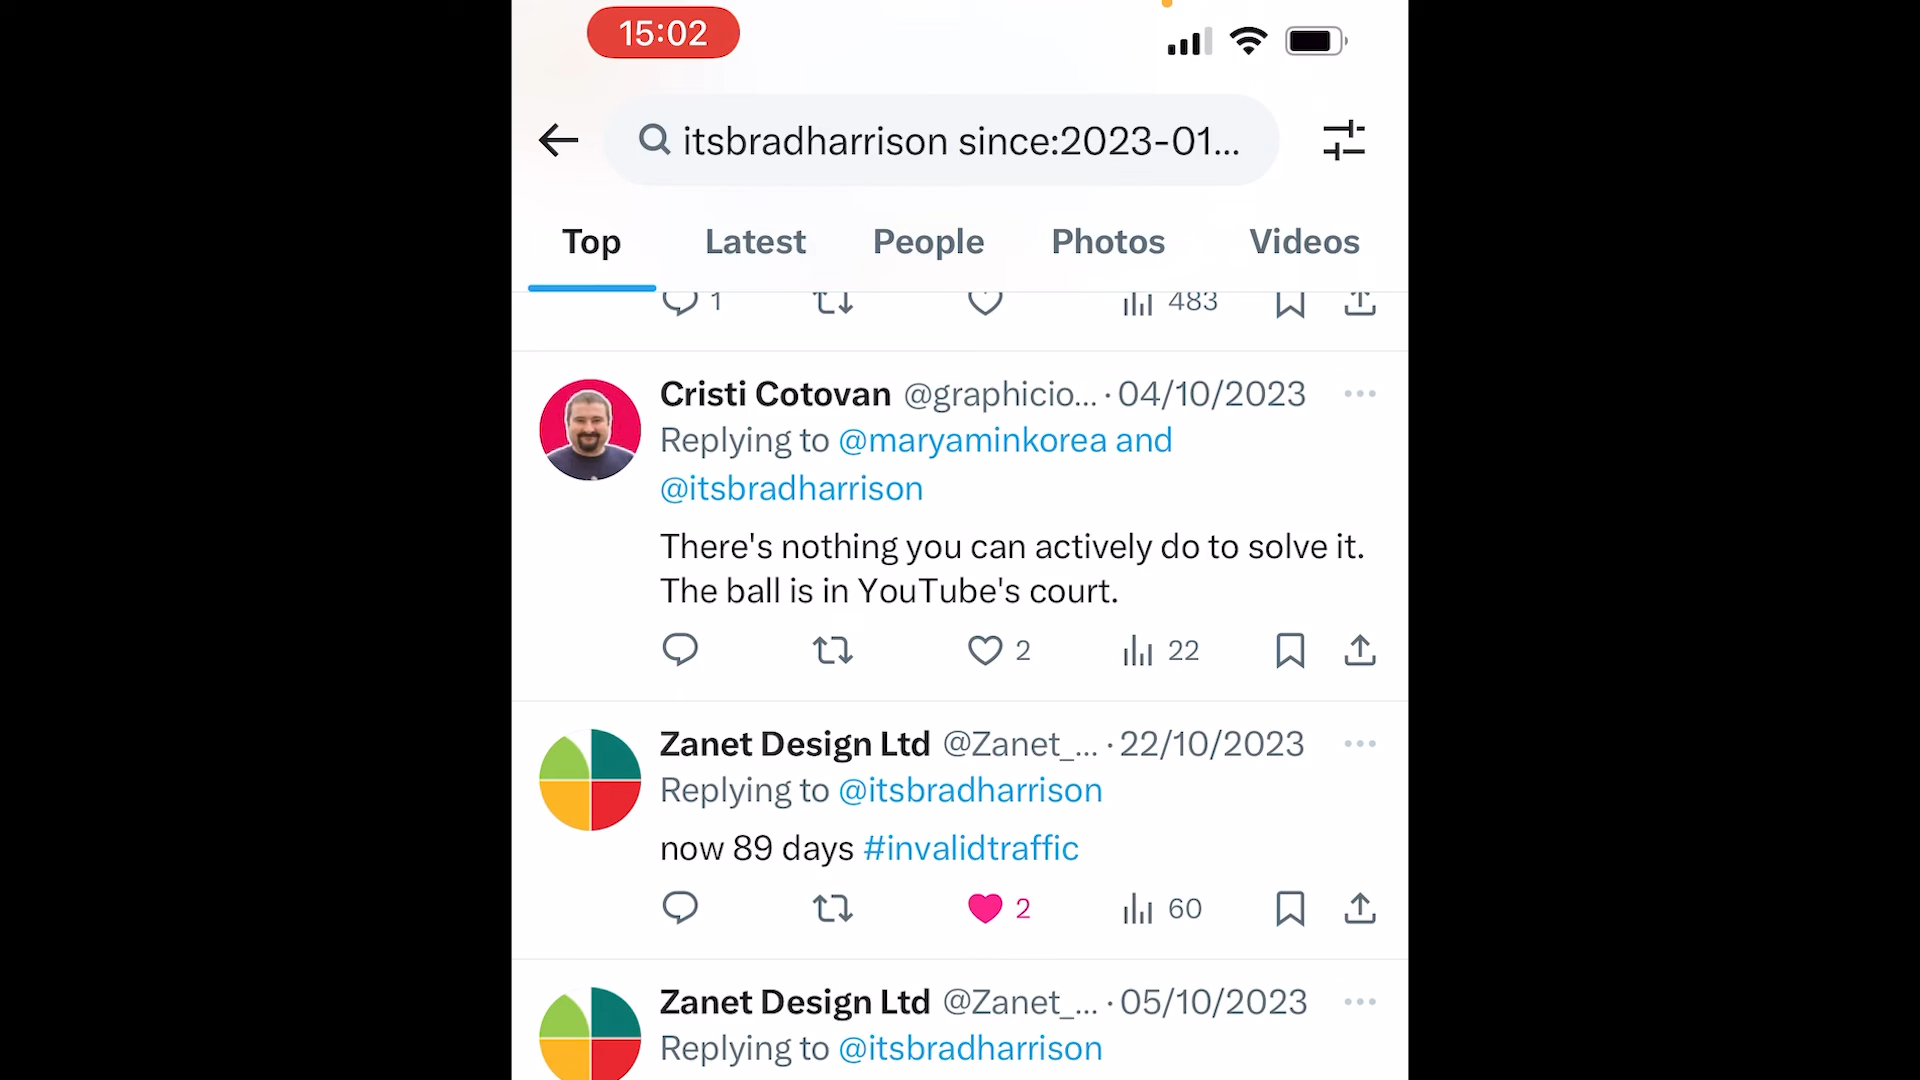 15:02
itsbradharrison since:2023-01...
Top Latest People Photos Videos
1 483
Cristi Cotovan @graphicio... · 04/10/2023
Replying to @maryaminkorea and
@itsbradharrison
There's nothing you can actively do to solve it.
The ball is in YouTube's court.
2 22
Zanet Design Ltd @Zanet_... · 22/10/2023
Replying to @itsbradharrison
now 89 days #invalidtraffic
2 60
Zanet Design Ltd @Zanet_... · 05/10/2023
Replying to @itsbradharrison